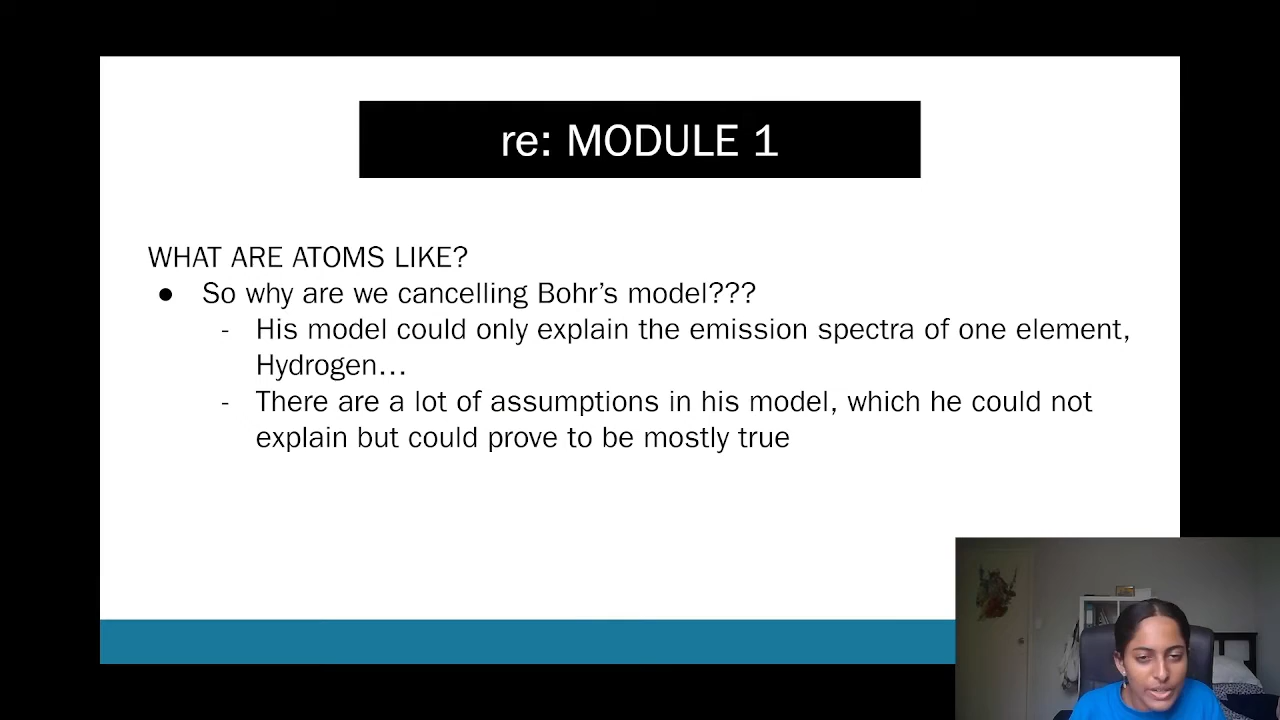 re: MODULE 1
WHAT ARE ATOMS LIKE?
● So why are we cancelling Bohr’s model???
- His model could only explain the emission spectra of one element,
Hydrogen…
- There are a lot of assumptions in his model, which he could not
explain but could prove to be mostly true